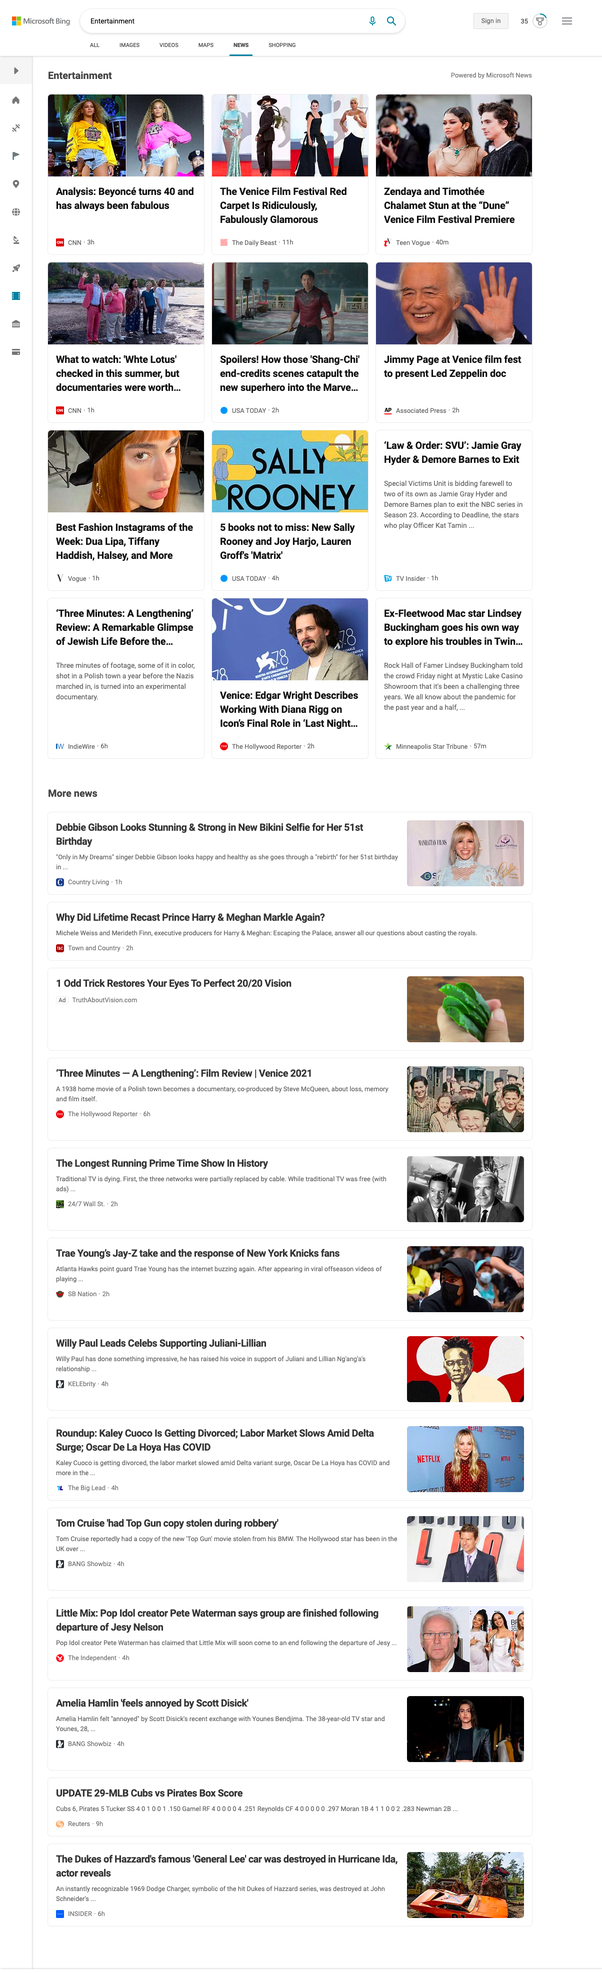 Microsoft Bing
Entertainment
Sign in
35
ALL
IMAGES
VIDEOS
MAPS
NEWS
SHOPPING
Entertainment
Powered by Microsoft News
Analysis: Beyoncé turns 40 and
has always been fabulous
CNN · 3h
The Venice Film Festival Red
Carpet Is Ridiculously,
Fabulously Glamorous
The Daily Beast · 11h
Zendaya and Timothée
Chalamet Stun at the “Dune”
Venice Film Festival Premiere
Teen Vogue · 40m
What to watch: 'Whte Lotus'
checked in this summer, but
documentaries were worth...
CNN · 1h
Spoilers! How those 'Shang-Chi'
end-credits scenes catapult the
new superhero into the Marve...
USA TODAY · 2h
Jimmy Page at Venice film fest
to present Led Zeppelin doc
AP
Associated Press · 2h
Best Fashion Instagrams of the
Week: Dua Lipa, Tiffany
Haddish, Halsey, and More
Vogue · 1h
SALLY
ROONEY
5 books not to miss: New Sally
Rooney and Joy Harjo, Lauren
Groff's 'Matrix'
USA TODAY · 4h
‘Law & Order: SVU’: Jamie Gray
Hyder & Demore Barnes to Exit
Special Victims Unit is bidding farewell to
two of its own as Jamie Gray Hyder and
Demore Barnes plan to exit the NBC series in
Season 23. According to Deadline, the stars
who play Officer Kat Tamin ...
TV Insider · 1h
‘Three Minutes: A Lengthening’
Review: A Remarkable Glimpse
of Jewish Life Before the...
Three minutes of footage, some of it in color,
shot in a Polish town a year before the Nazis
marched in, is turned into an experimental
documentary.
IndieWire · 6h
78
78
Venice: Edgar Wright Describes
Working With Diana Rigg on
Icon’s Final Role in ‘Last Night...
The Hollywood Reporter · 2h
Ex-Fleetwood Mac star Lindsey
Buckingham goes his own way
to explore his troubles in Twin...
Rock Hall of Famer Lindsey Buckingham told
the crowd Friday night at Mystic Lake Casino
Showroom that it's been a challenging three
years. We all know about the pandemic for
the past year and a half, ...
Minneapolis Star Tribune · 57m
More news
Debbie Gibson Looks Stunning & Strong in New Bikini Selfie for Her 51st
Birthday
"Only in My Dreams" singer Debbie Gibson looks happy and healthy as she goes through a "rebirth" for her 51st birthday
in ...
Country Living · 1h
MANHATTAN FILMS
Why Did Lifetime Recast Prince Harry & Meghan Markle Again?
Michele Weiss and Merideth Finn, executive producers for Harry & Meghan: Escaping the Palace, answer all our questions about casting the royals.
Town and Country · 2h
1 Odd Trick Restores Your Eyes To Perfect 20/20 Vision
Ad
TruthAboutVision.com
‘Three Minutes — A Lengthening’: Film Review | Venice 2021
A 1938 home movie of a Polish town becomes a documentary, co-produced by Steve McQueen, about loss, memory
and film itself.
The Hollywood Reporter · 6h
The Longest Running Prime Time Show In History
Traditional TV is dying. First, the three networks were partially replaced by cable. While traditional TV was free (with
ads) ...
24/7 Wall St. · 2h
Trae Young’s Jay-Z take and the response of New York Knicks fans
Atlanta Hawks point guard Trae Young has the internet buzzing again. After appearing in viral offseason videos of
playing ...
SB Nation · 2h
Willy Paul Leads Celebs Supporting Juliani-Lillian
Willy Paul has done something impressive, he has raised his voice in support of Juliani and Lillian Ng'ang'a's
relationship ...
KELEbrity · 4h
Roundup: Kaley Cuoco Is Getting Divorced; Labor Market Slows Amid Delta
Surge; Oscar De La Hoya Has COVID
Kaley Cuoco is getting divorced, the labor market slowed amid Delta variant surge, Oscar De La Hoya has COVID and
more in the ...
The Big Lead · 4h
NETFLIX
NETFLIX
Tom Cruise 'had Top Gun copy stolen during robbery'
Tom Cruise reportedly had a copy of the new 'Top Gun' movie stolen from his BMW. The Hollywood star has been in the
UK over ...
BANG Showbiz · 4h
Little Mix: Pop Idol creator Pete Waterman says group are finished following
departure of Jesy Nelson
Pop Idol creator Pete Waterman has claimed that Little Mix will soon come to an end following the departure of Jesy ...
The Independent · 4h
Amelia Hamlin 'feels annoyed by Scott Disick'
Amelia Hamlin felt "annoyed" by Scott Disick's recent exchange with Younes Bendjima. The 38-year-old TV star and
Younes, 28, ...
BANG Showbiz · 4h
UPDATE 29-MLB Cubs vs Pirates Box Score
Cubs 6, Pirates 5 Tucker SS 4 0 1 0 0 1 .150 Gamel RF 4 0 0 0 0 4 .251 Reynolds CF 4 0 0 0 0 0 .297 Moran 1B 4 1 1 0 0 2 .283 Newman 2B ...
Reuters · 9h
The Dukes of Hazzard's famous 'General Lee' car was destroyed in Hurricane Ida,
actor reveals
An instantly recognizable 1969 Dodge Charger, symbolic of the hit Dukes of Hazzard series, was destroyed at John
Schneider's ...
INSIDER · 6h